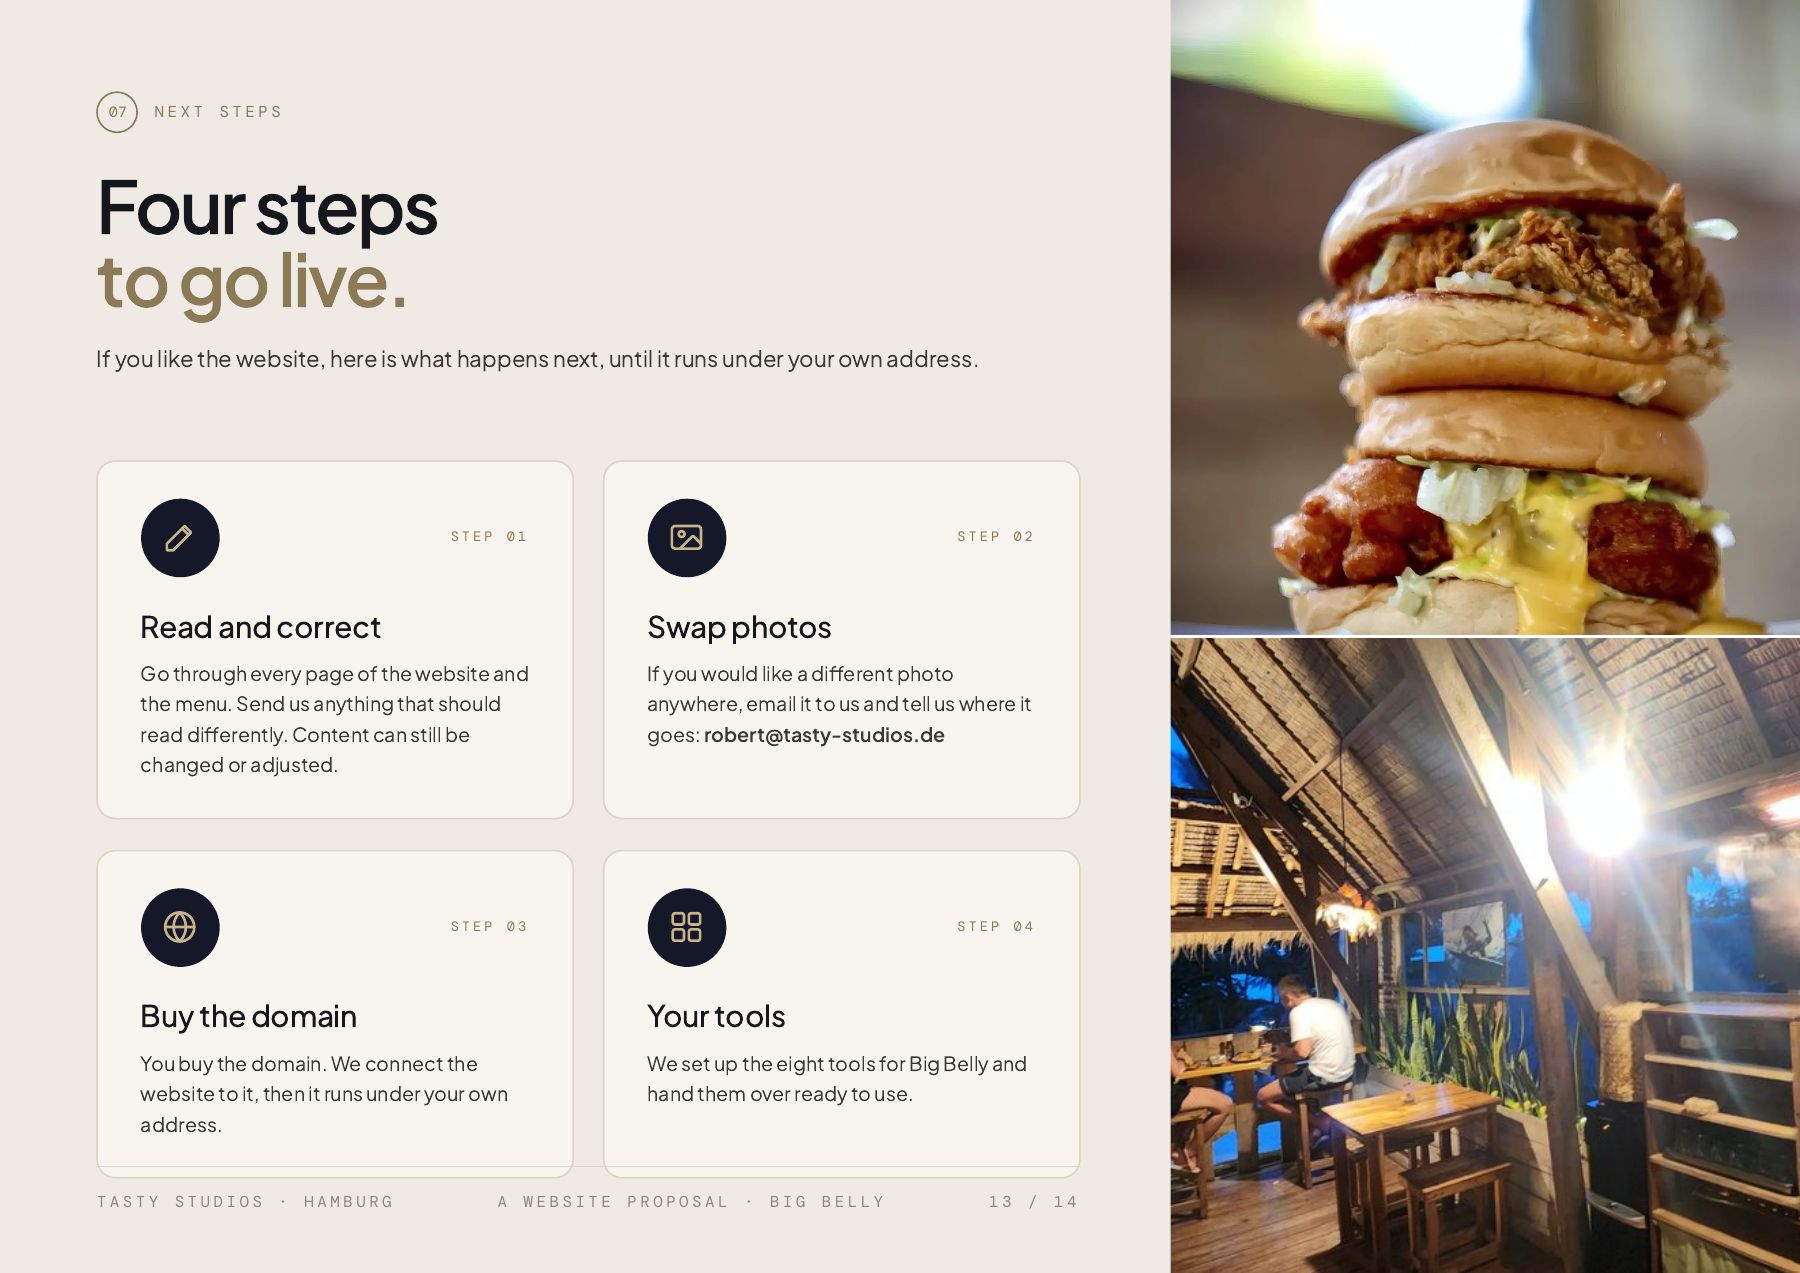 07 NEXT STEPS
Four steps
to go live.
If you like the website, here is what happens next, until it runs under your own address.
STEP 01
Read and correct
Go through every page of the website and
the menu. Send us anything that should
read differently. Content can still be
changed or adjusted.
STEP 02
Swap photos
If you would like a different photo
anywhere, email it to us and tell us where it
goes: robert@tasty-studios.de
STEP 03
Buy the domain
You buy the domain. We connect the
website to it, then it runs under your own
address.
STEP 04
Your tools
We set up the eight tools for Big Belly and
hand them over ready to use.
TASTY STUDIOS · HAMBURG
A WEBSITE PROPOSAL · BIG BELLY
13 / 14